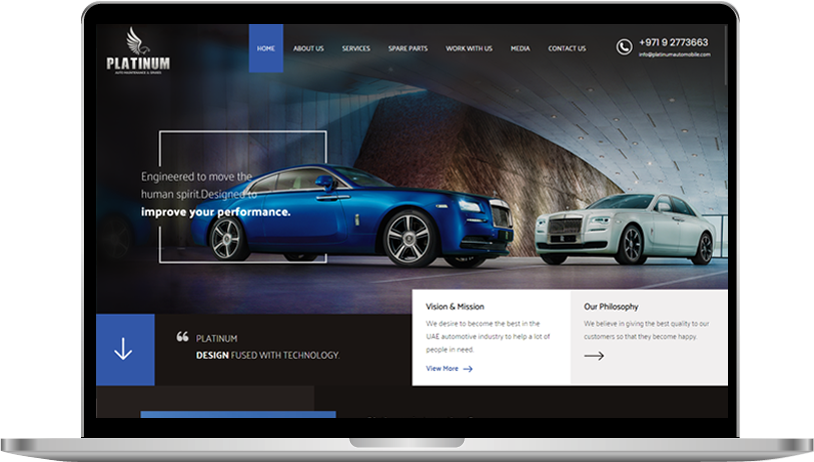 PLATINUM
AUTO MAINTENANCE & SPARES
HOME
ABOUT US
SERVICES
SPARE PARTS
WORK WITH US
MEDIA
CONTACT US
+971 9 2773663
info@platinumautomobile.com
Engineered to move the
human spirit.Designed to
improve your performance.
“ PLATINUM
DESIGN FUSED WITH TECHNOLOGY.
Vision & Mission
We desire to become the best in the
UAE automotive industry to help a lot of
people in need.
View More
Our Philosophy
We believe in giving the best quality to our
customers so that they become happy.